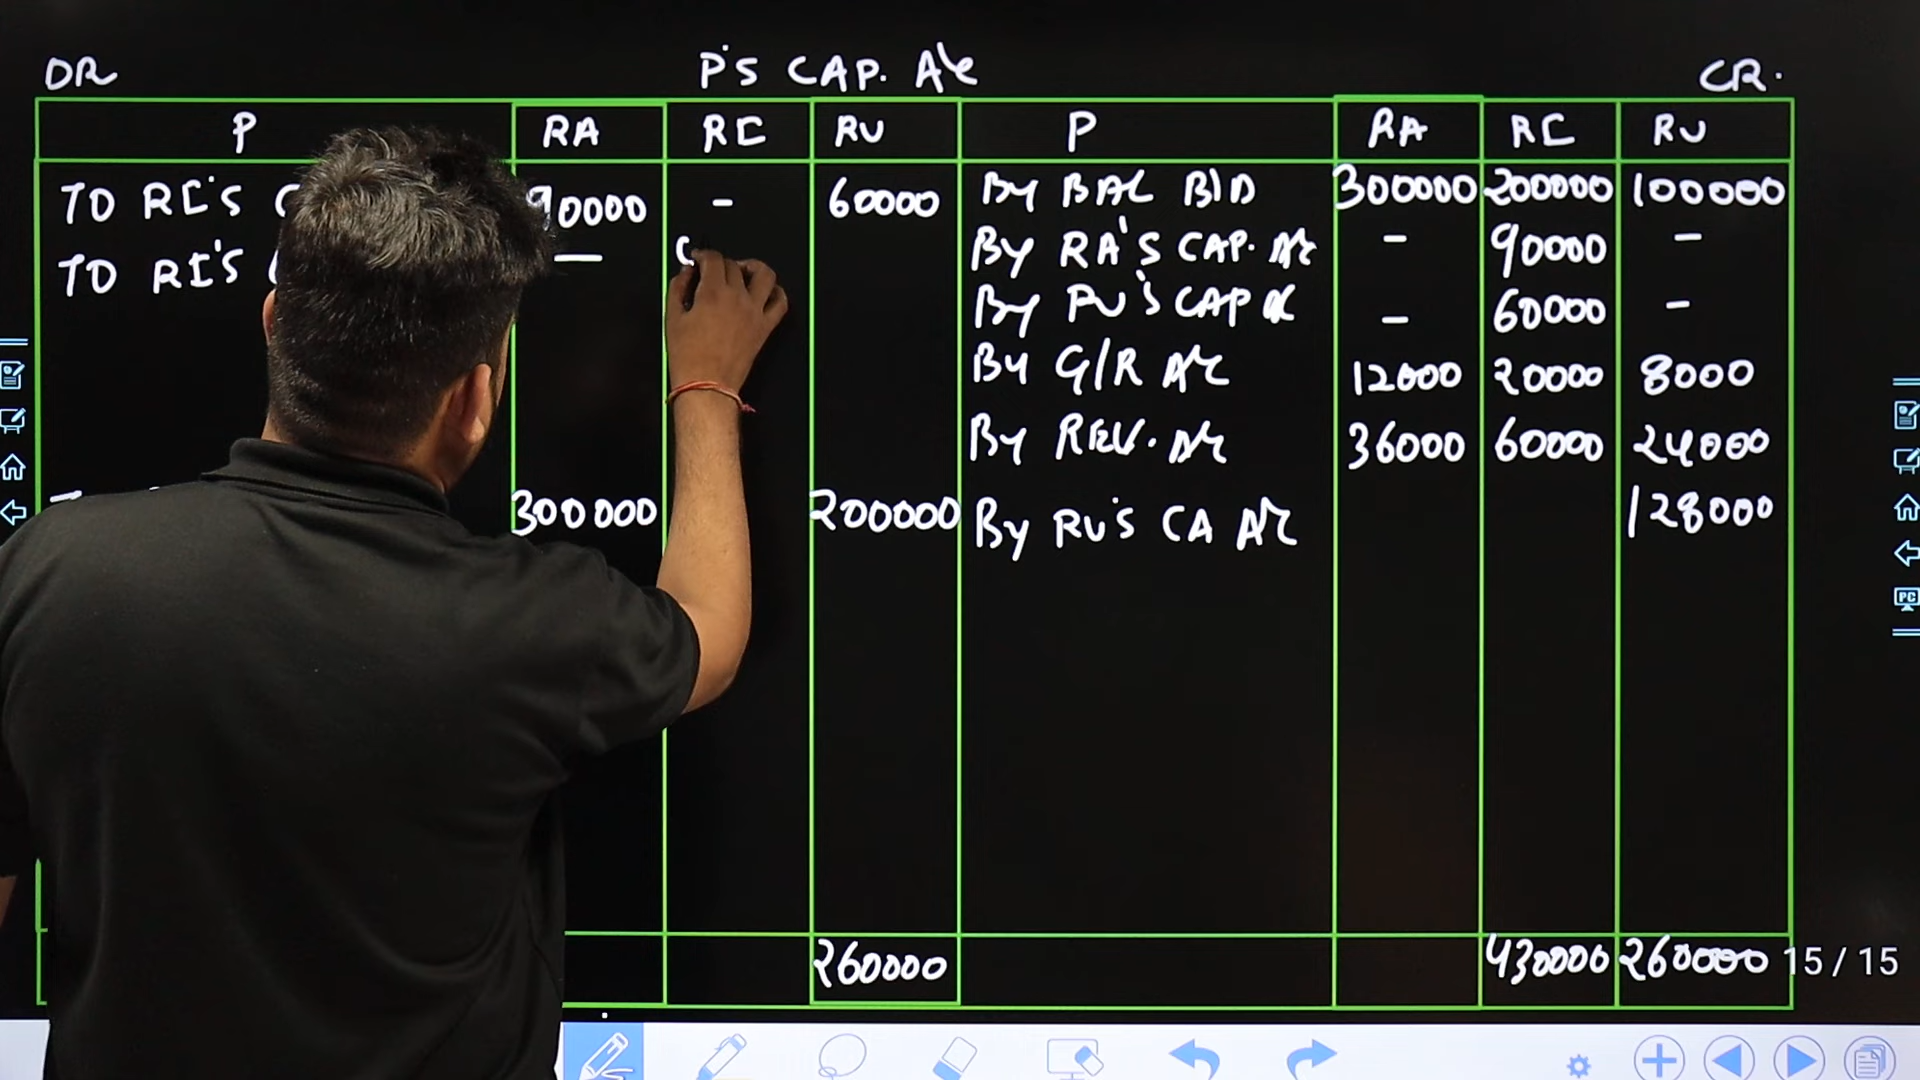 DR P'S CAP. A/c CR.
P RA RC RU P RA RC RU
TO RC'S 90000 - 60000 By BAL B/D 300000 200000 100000
TO RI'S — By RA'S CAP. A/c - 90000 -
By RU'S CAP A/c - 60000 -
By G/R A/c 12000 20000 8000
By REV. A/c 36000 60000 24000
300000 200000 By RU'S CA A/c 128000
260000 430000 260000 15 / 15
PC